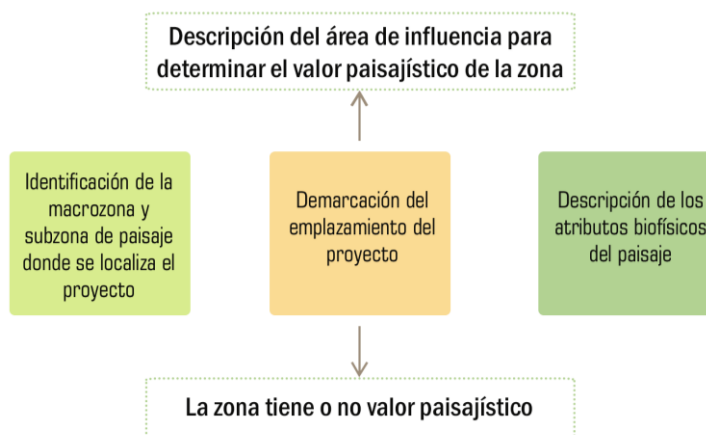 Descripción del área de influencia para
determinar el valor paisajístico de la zona
Identificación de la
macrozona y
subzona de paisaje
donde se localiza el
proyecto
Demarcación del
emplazamiento del
proyecto
Descripción de los
atributos biofísicos
del paisaje
La zona tiene o no valor paisajístico